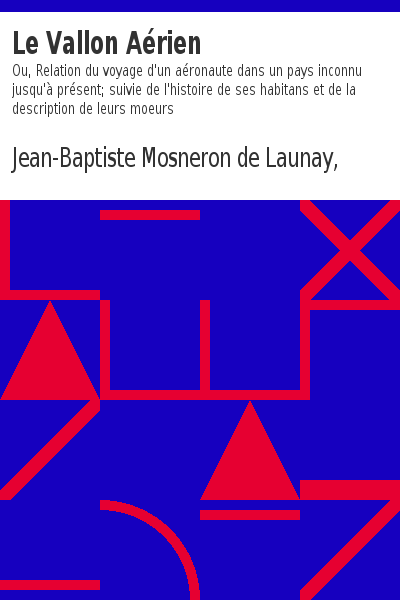 Le Vallon Aérien
Ou, Relation du voyage d'un aéronaute dans un pays inconnu
jusqu'à présent; suivie de l'histoire de ses habitans et de la
description de leurs moeurs
Jean-Baptiste Mosneron de Launay,